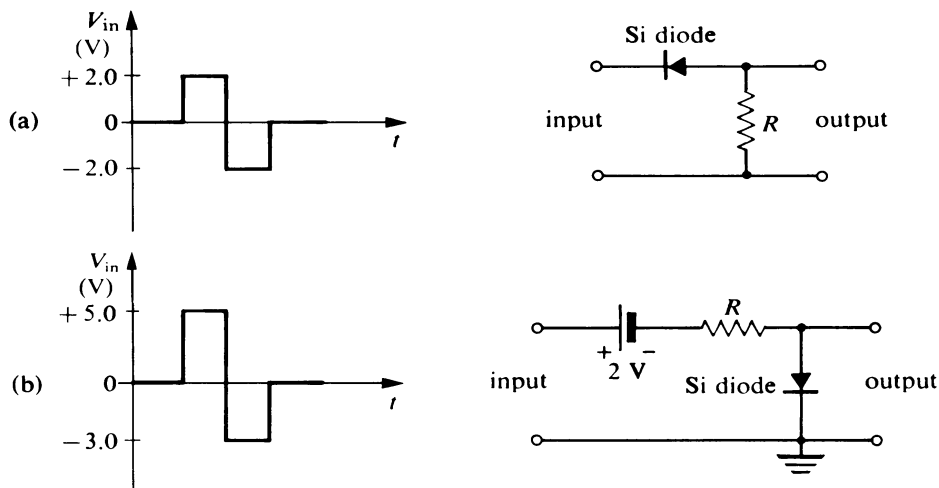 V_in
(V)
+ 2.0
(a)
0
− 2.0
t
Si diode
input
R
output
V_in
(V)
+ 5.0
(b)
0
− 3.0
t
R
+ −
2 V
input
Si diode
output